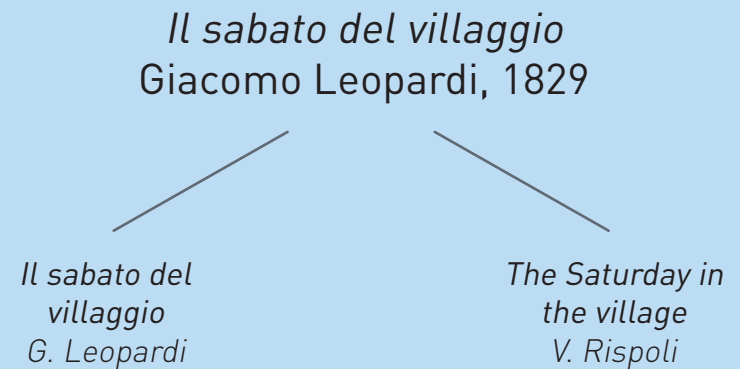 Il sabato del villaggio
Giacomo Leopardi, 1829
Il sabato del
villaggio
G. Leopardi
The Saturday in
the village
V. Rispoli